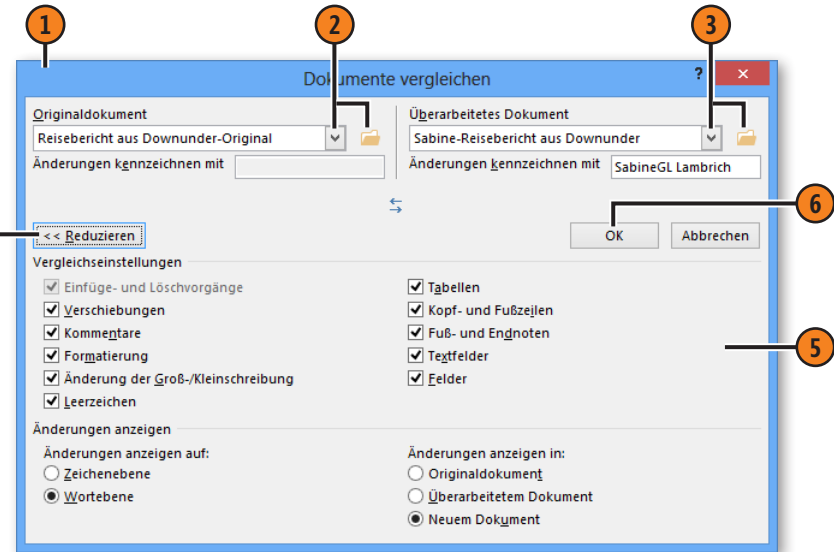 1 2 3
Dokumente vergleichen ? ×
Originaldokument Überarbeitetes Dokument
Reisebericht aus Downunder-Original Sabine-Reisebericht aus Downunder
Änderungen kennzeichnen mit Änderungen kennzeichnen mit SabineGL Lambrich
6
<< Reduzieren OK Abbrechen
Vergleichseinstellungen
Einfüge- und Löschvorgänge Tabellen
Verschiebungen Kopf- und Fußzeilen
Kommentare Fuß- und Endnoten
5
Formatierung Textfelder
Änderung der Groß-/Kleinschreibung Felder
Leerzeichen
Änderungen anzeigen
Änderungen anzeigen auf: Änderungen anzeigen in:
Zeichenebene Originaldokument
Wortebene Überarbeitetem Dokument
Neuem Dokument